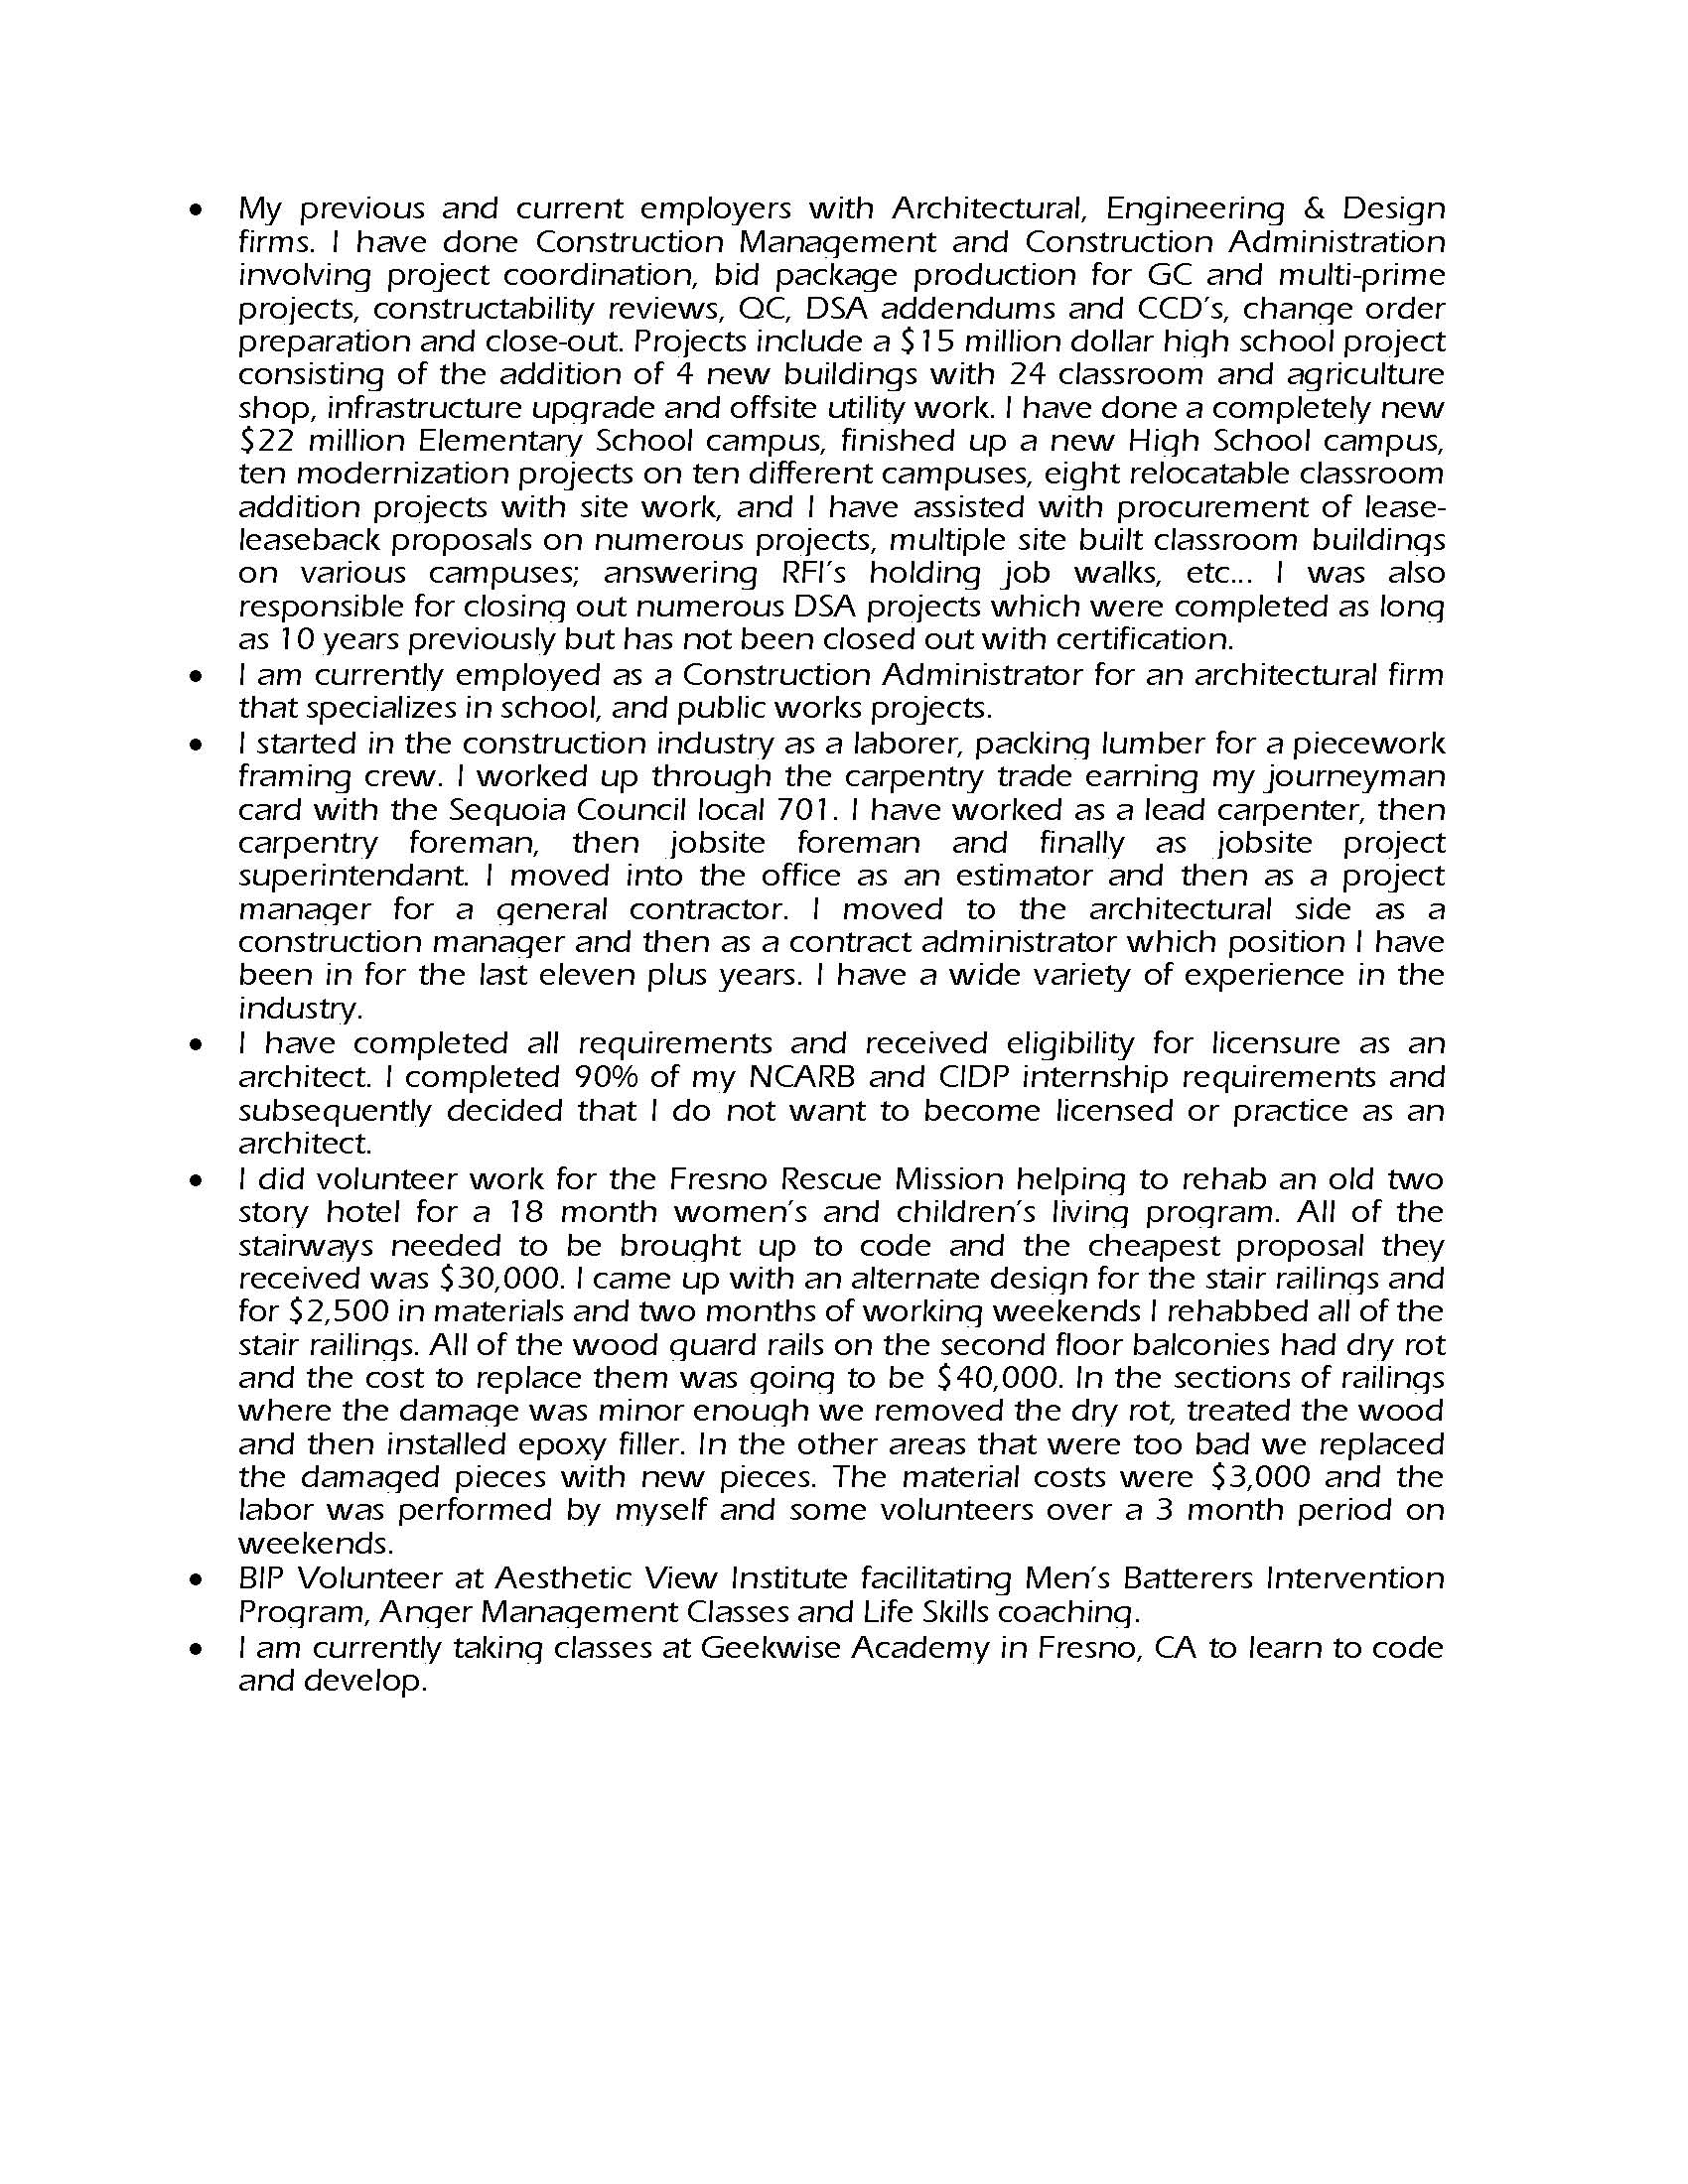 • My previous and current employers with Architectural, Engineering & Design
firms. I have done Construction Management and Construction Administration
involving project coordination, bid package production for GC and multi-prime
projects, constructability reviews, QC, DSA addendums and CCD's, change order
preparation and close-out. Projects include a $15 million dollar high school project
consisting of the addition of 4 new buildings with 24 classroom and agriculture
shop, infrastructure upgrade and offsite utility work. I have done a completely new
$22 million Elementary School campus, finished up a new High School campus,
ten modernization projects on ten different campuses, eight relocatable classroom
addition projects with site work, and I have assisted with procurement of lease-
leaseback proposals on numerous projects, multiple site built classroom buildings
on various campuses; answering RFI's holding job walks, etc... I was also
responsible for closing out numerous DSA projects which were completed as long
as 10 years previously but has not been closed out with certification.
• I am currently employed as a Construction Administrator for an architectural firm
that specializes in school, and public works projects.
• I started in the construction industry as a laborer, packing lumber for a piecework
framing crew. I worked up through the carpentry trade earning my journeyman
card with the Sequoia Council local 701. I have worked as a lead carpenter, then
carpentry foreman, then jobsite foreman and finally as jobsite project
superintendant. I moved into the office as an estimator and then as a project
manager for a general contractor. I moved to the architectural side as a
construction manager and then as a contract administrator which position I have
been in for the last eleven plus years. I have a wide variety of experience in the
industry.
• I have completed all requirements and received eligibility for licensure as an
architect. I completed 90% of my NCARB and CIDP internship requirements and
subsequently decided that I do not want to become licensed or practice as an
architect.
• I did volunteer work for the Fresno Rescue Mission helping to rehab an old two
story hotel for a 18 month women's and children's living program. All of the
stairways needed to be brought up to code and the cheapest proposal they
received was $30,000. I came up with an alternate design for the stair railings and
for $2,500 in materials and two months of working weekends I rehabbed all of the
stair railings. All of the wood guard rails on the second floor balconies had dry rot
and the cost to replace them was going to be $40,000. In the sections of railings
where the damage was minor enough we removed the dry rot, treated the wood
and then installed epoxy filler. In the other areas that were too bad we replaced
the damaged pieces with new pieces. The material costs were $3,000 and the
labor was performed by myself and some volunteers over a 3 month period on
weekends.
• BIP Volunteer at Aesthetic View Institute facilitating Men's Batterers Intervention
Program, Anger Management Classes and Life Skills coaching.
• I am currently taking classes at Geekwise Academy in Fresno, CA to learn to code
and develop.